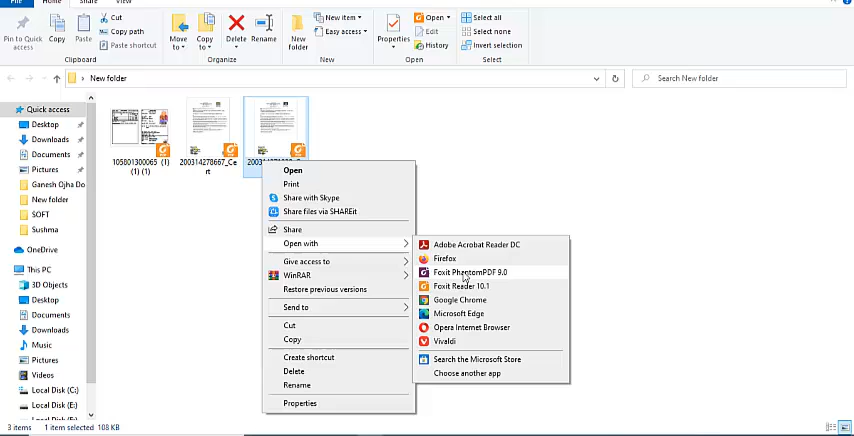 File Home Share View
Pin to Quick access
Copy
Paste
Cut
Copy path
Paste shortcut
Clipboard
Move to
Copy to
Delete
Rename
Organize
New folder
New item
Easy access
New
Properties
Open
Edit
History
Open
Select all
Select none
Invert selection
Select
New folder
Search New folder
Quick access
Desktop
Downloads
Documents
Pictures
Ganesh Ojha Do
New folder
SOFT
Sushma
OneDrive
This PC
3D Objects
Desktop
Documents
Downloads
Music
Pictures
Videos
Local Disk (C:)
Local Disk (E:)
105801300065 (1)
(1) (1)
200314278667_Ce
rt
Open
Print
Share with Skype
Share files via SHAREit
Share
Open with
Give access to
WinRAR
Restore previous versions
Send to
Cut
Copy
Create shortcut
Delete
Rename
Properties
Adobe Acrobat Reader DC
Firefox
Foxit PhantomPDF 9.0
Foxit Reader 10.1
Google Chrome
Microsoft Edge
Opera Internet Browser
Vivaldi
Search the Microsoft Store
Choose another app
3 items 1 item selected 108 KB